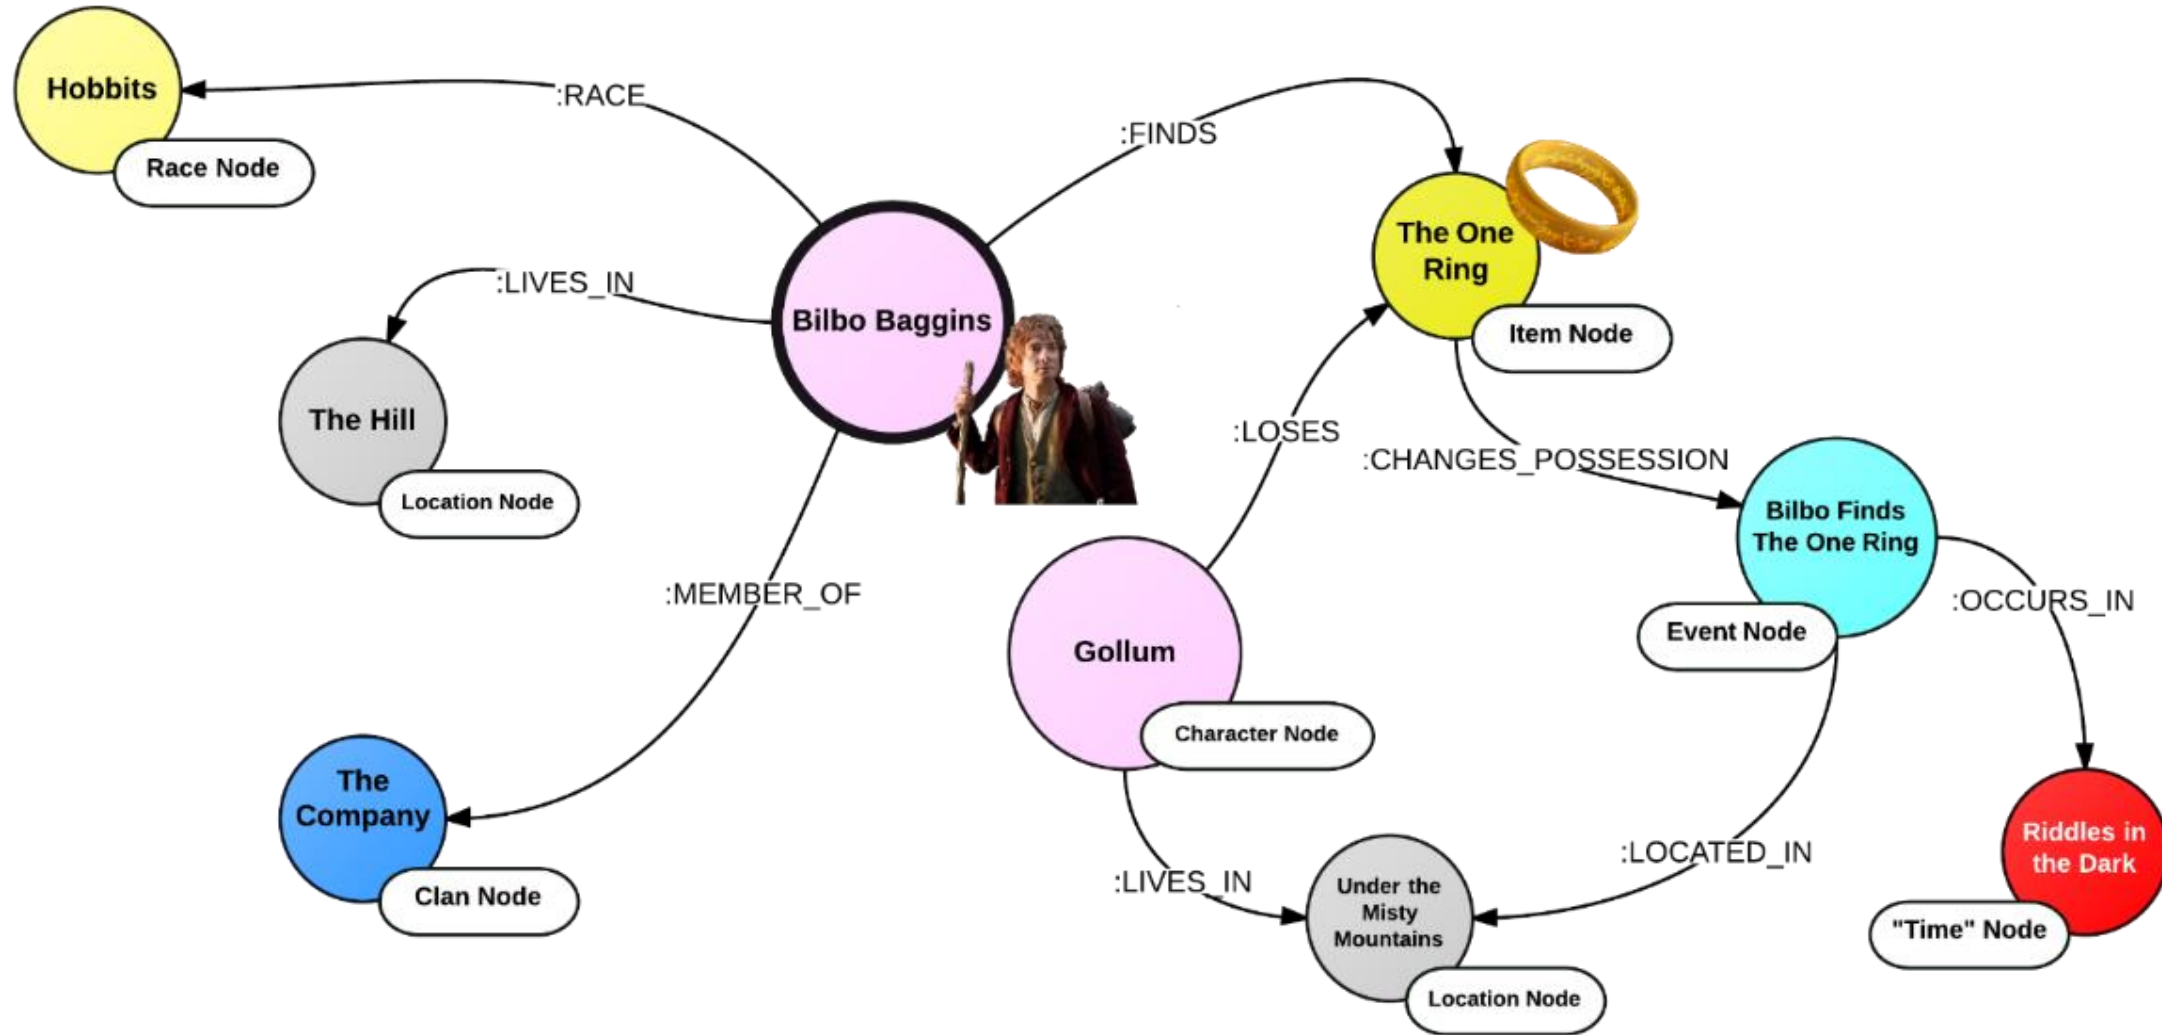 Hobbits
Race Node
:RACE
:FINDS
The One
Ring
Item Node
:LIVES_IN
Bilbo Baggins
The Hill
Location Node
:LOSES
:CHANGES_POSSESSION
Bilbo Finds
The One Ring
Event Node
:OCCURS_IN
:MEMBER_OF
Gollum
Character Node
The
Company
Clan Node
:LIVES_IN
:LOCATED_IN
Under the
Misty
Mountains
Location Node
Riddles in
the Dark
"Time" Node